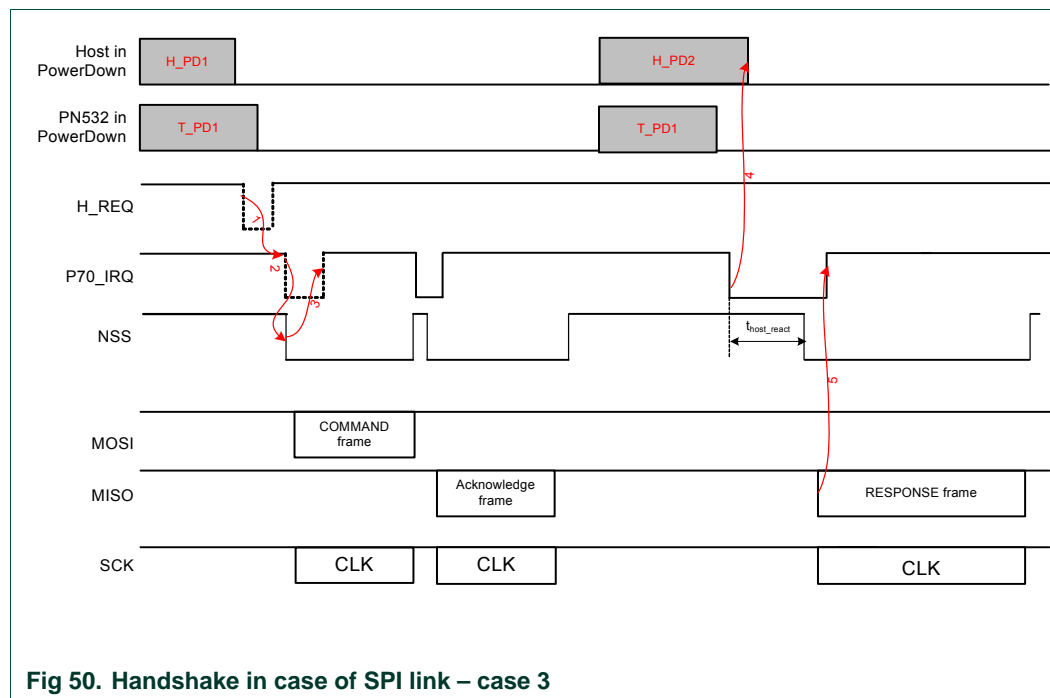 Host in
PowerDown
H_PD1
H_PD2
PN532 in
PowerDown
T_PD1
T_PD1
H_REQ
1
4
P70_IRQ
2
3
NSS
thost_react
5
COMMAND
frame
MOSI
Acknowledge
frame
RESPONSE frame
MISO
SCK
CLK
CLK
CLK
Fig 50. Handshake in case of SPI link – case 3